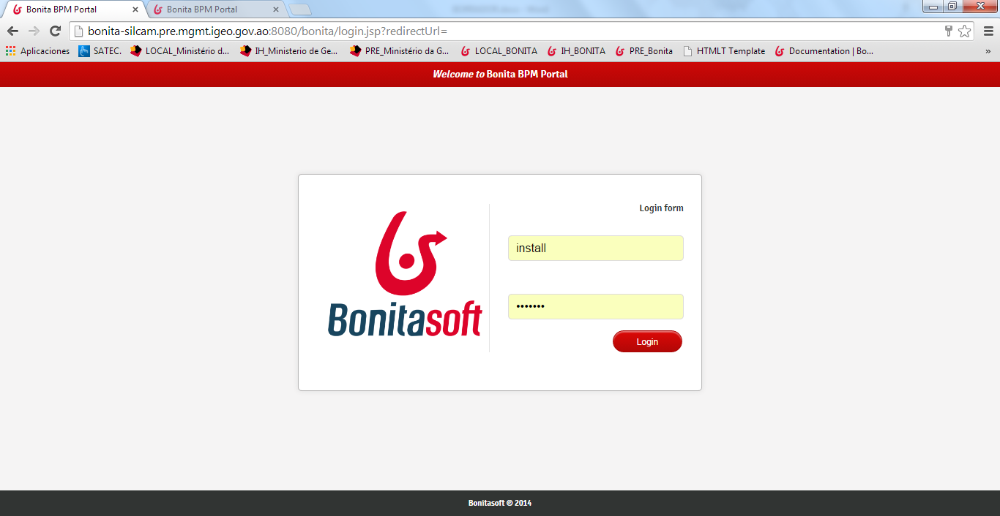 Bonita BPM Portal
Bonita BPM Portal
bonita-silcam.pre.mgmt.igeo.gov.ao:8080/bonita/login.jsp?redirectUrl=
Aplicaciones SATEC. LOCAL_Ministério d... IH_Ministerio de Ge... PRE_Ministério da G... LOCAL_BONITA IH_BONITA PRE_Bonita HTMLT Template Documentation | Bo... »
Welcome to Bonita BPM Portal
Bonitasoft
Login form
install
•••••••
Login
Bonitasoft © 2014